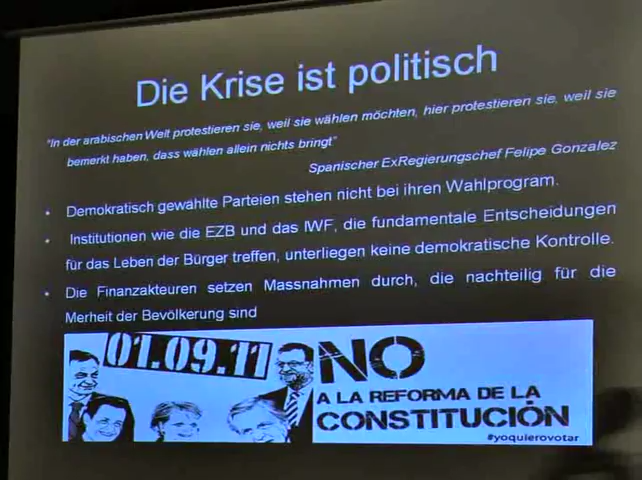 Die Krise ist politisch
"In der arabischen Welt protestieren sie, weil sie wählen möchten, hier protestieren sie, weil sie
bemerkt haben, dass wählen allein nichts bringt"
Spanischer ExRegierungschef Felipe Gonzalez
• Demokratisch gewählte Parteien stehen nicht bei ihren Wahlprogram.
• Institutionen wie die EZB und das IWF, die fundamentale Entscheidungen
für das Leben der Bürger treffen, unterliegen keine demokratische Kontrolle.
• Die Finanzakteuren setzen Massnahmen durch, die nachteilig für die
Merheit der Bevölkerung sind
01.09.11
NO
A LA REFORMA DE LA
CONSTITUCIÓN
#yoquierovotar